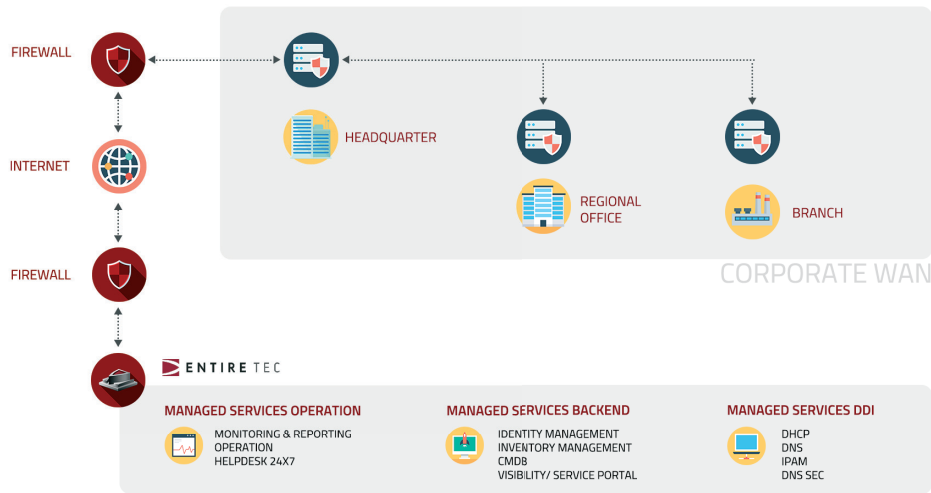 FIREWALL
HEADQUARTER
INTERNET
REGIONAL
OFFICE
BRANCH
FIREWALL
CORPORATE WAN
ENTIRE TEC
MANAGED SERVICES OPERATION
MONITORING & REPORTING
OPERATION
HELPDESK 24X7
MANAGED SERVICES BACKEND
IDENTITY MANAGEMENT
INVENTORY MANAGEMENT
CMDB
VISIBILITY/ SERVICE PORTAL
MANAGED SERVICES DDI
DHCP
DNS
IPAM
DNS SEC